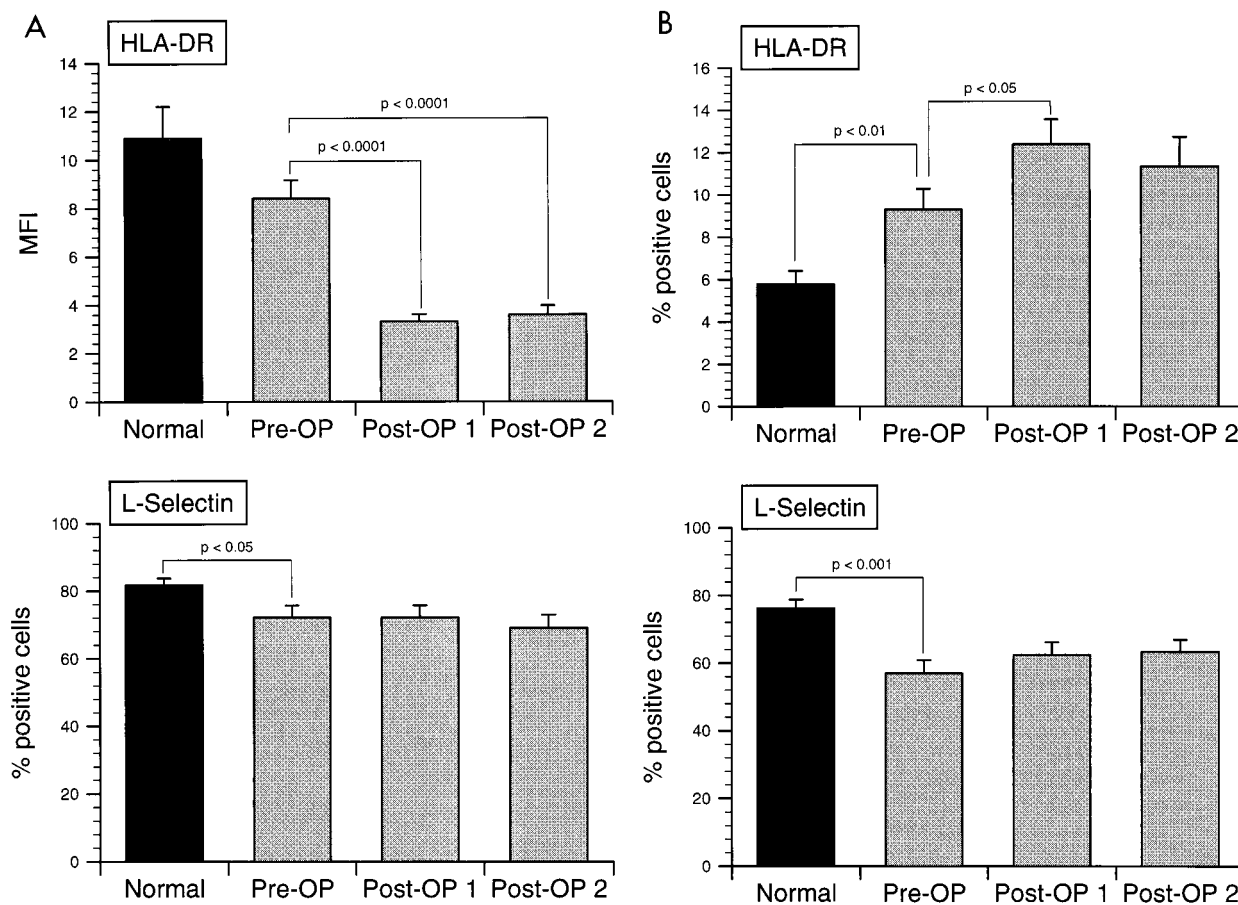 A
HLA-DR
14
12
10
8
6
4
2
0
MFI
p < 0.0001
p < 0.0001
Normal Pre-OP Post-OP 1 Post-OP 2
B
HLA-DR
16
14
12
10
8
6
4
2
0
% positive cells
p < 0.05
p < 0.01
Normal Pre-OP Post-OP 1 Post-OP 2
L-Selectin
100
80
60
40
20
0
% positive cells
p < 0.05
Normal Pre-OP Post-OP 1 Post-OP 2
L-Selectin
100
80
60
40
20
0
% positive cells
p < 0.001
Normal Pre-OP Post-OP 1 Post-OP 2